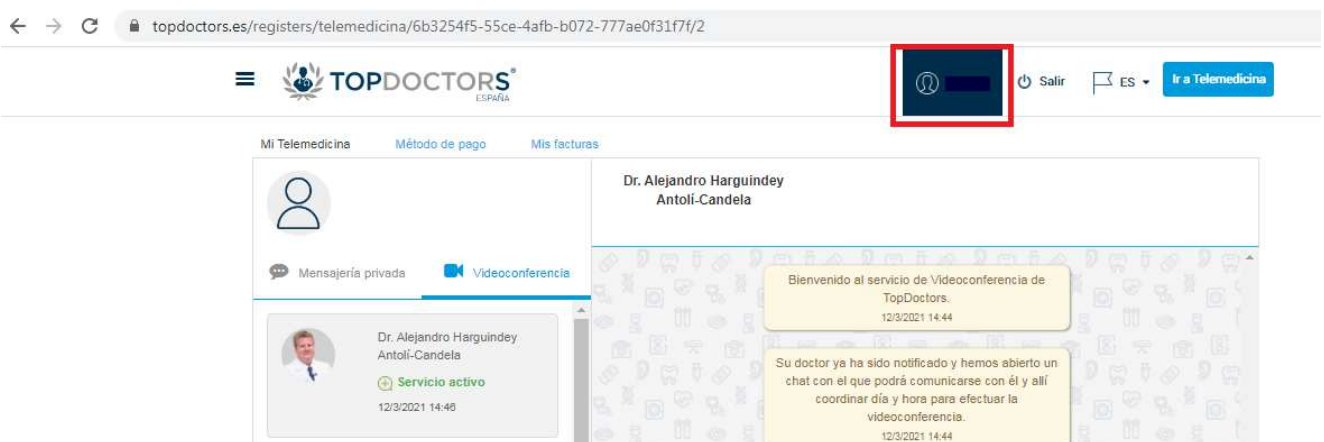 topdoctors.es/registers/telemedicina/6b3254f5-55ce-4afb-b072-777ae0f31f7f/2
TOPDOCTORS®
ESPAÑA
Salir
ES
Ir a Telemedicina
Mi Telemedicina
Método de pago
Mis facturas
Dr. Alejandro Harguindey
Antolí-Candela
Mensajería privada
Videoconferencia
Dr. Alejandro Harguindey
Antolí-Candela
Servicio activo
12/3/2021 14:46
Bienvenido al servicio de Videoconferencia de
TopDoctors.
12/3/2021 14:44
Su doctor ya ha sido notificado y hemos abierto un
chat con el que podrá comunicarse con él y allí
coordinar día y hora para efectuar la
videoconferencia.
12/3/2021 14:44